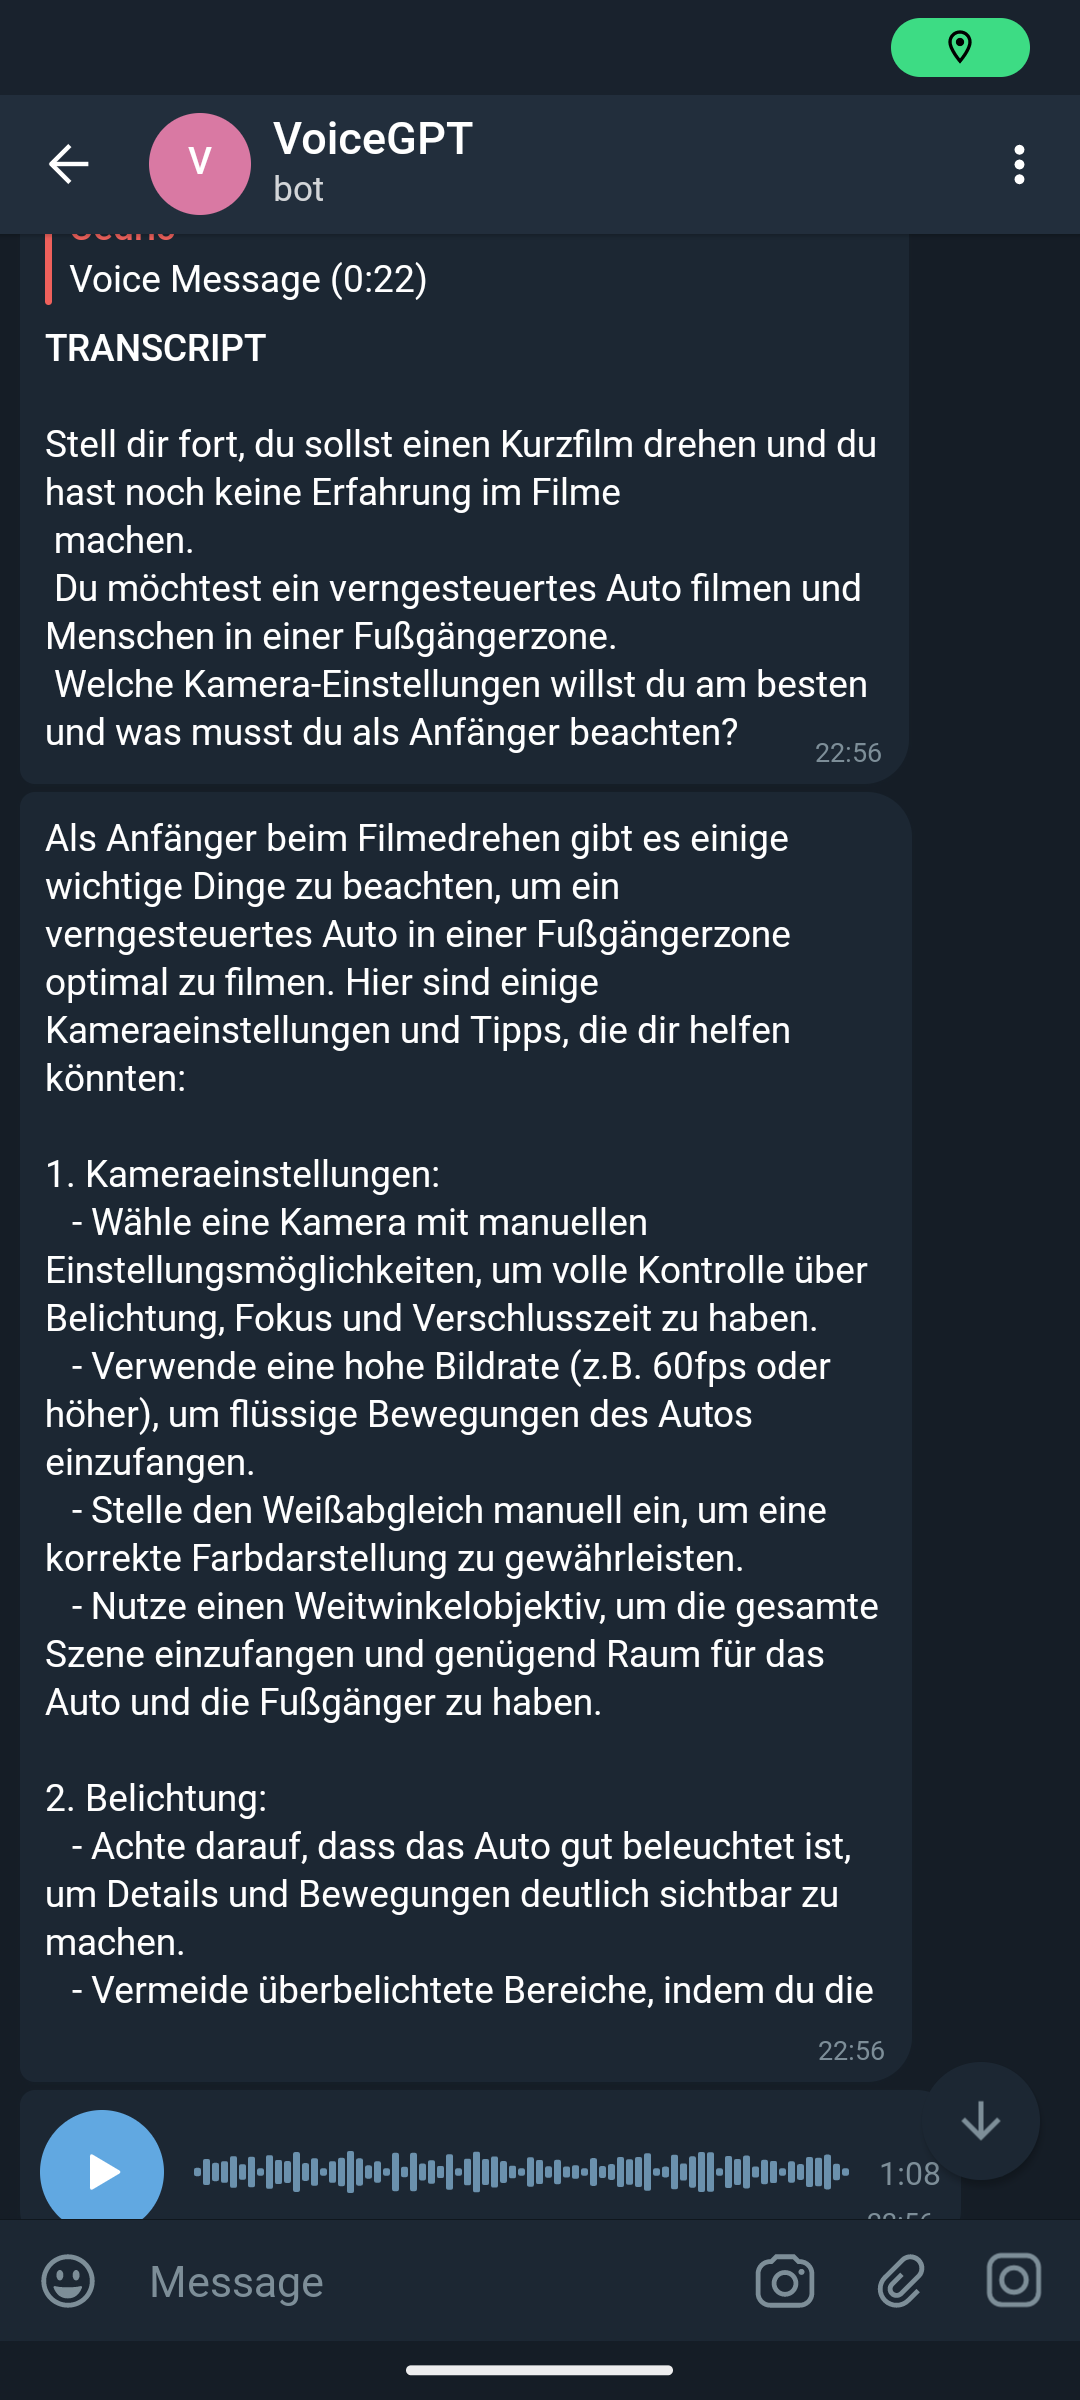 VoiceGPT
V
bot
Voice Message (0:22)
TRANSCRIPT
Stell dir fort, du sollst einen Kurzfilm drehen und du
hast noch keine Erfahrung im Filme
machen.
Du möchtest ein verngesteuertes Auto filmen und
Menschen in einer Fußgängerzone.
Welche Kamera-Einstellungen willst du am besten
und was musst du als Anfänger beachten?
22:56
Als Anfänger beim Filmedrehen gibt es einige
wichtige Dinge zu beachten, um ein
verngesteuertes Auto in einer Fußgängerzone
optimal zu filmen. Hier sind einige
Kameraeinstellungen und Tipps, die dir helfen
könnten:
1. Kameraeinstellungen:
- Wähle eine Kamera mit manuellen
Einstellungsmöglichkeiten, um volle Kontrolle über
Belichtung, Fokus und Verschlusszeit zu haben.
- Verwende eine hohe Bildrate (z.B. 60fps oder
höher), um flüssige Bewegungen des Autos
einzufangen.
- Stelle den Weißabgleich manuell ein, um eine
korrekte Farbdarstellung zu gewährleisten.
- Nutze einen Weitwinkelobjektiv, um die gesamte
Szene einzufangen und genügend Raum für das
Auto und die Fußgänger zu haben.
2. Belichtung:
- Achte darauf, dass das Auto gut beleuchtet ist,
um Details und Bewegungen deutlich sichtbar zu
machen.
- Vermeide überbelichtete Bereiche, indem du die
22:56
1:08
Message